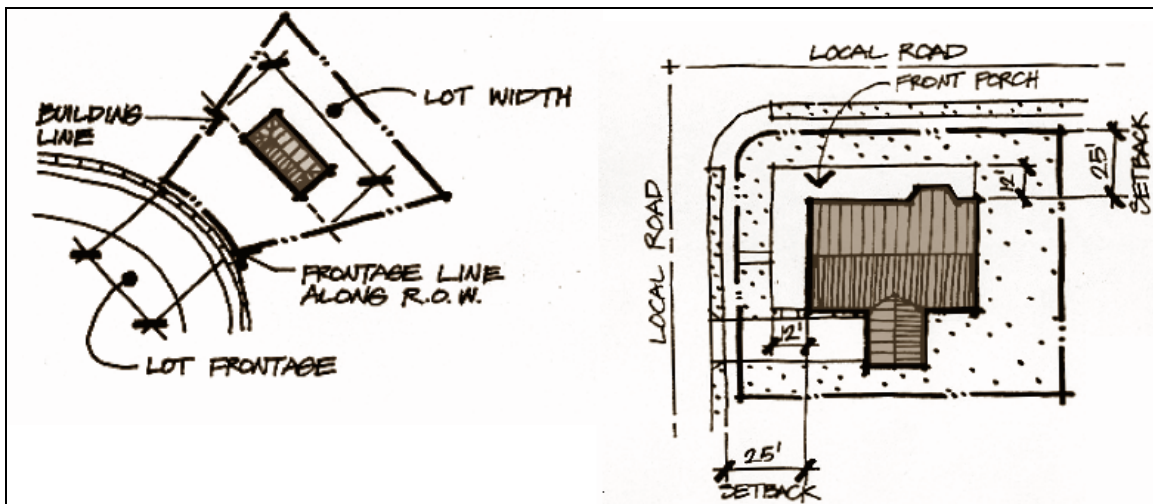 BUILDING
LINE
LOT WIDTH
FRONTAGE LINE
ALONG R.O.W.
LOT FRONTAGE
LOCAL ROAD
FRONT PORCH
LOCAL ROAD
12'
25'
SETBACK
12'
25'
SETBACK